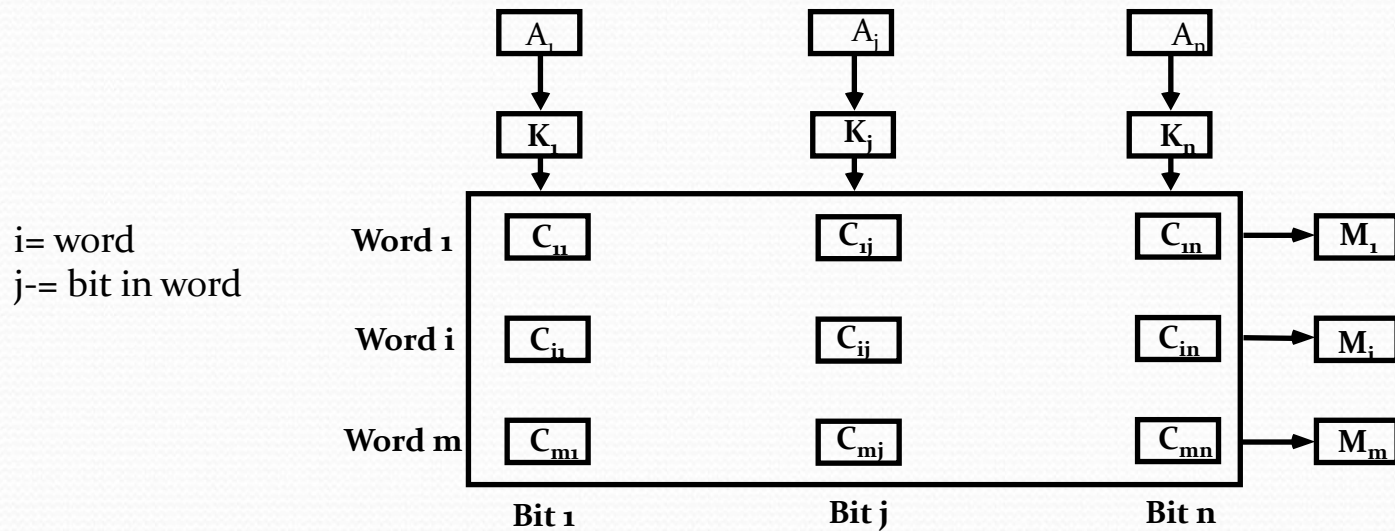 A₁ Aⱼ Aₙ
K₁ Kⱼ Kₙ
i= word
j-= bit in word
Word 1 C₁₁ C₁ⱼ C₁ₙ M₁
Word i Cᵢ₁ Cᵢⱼ Cᵢₙ Mᵢ
Word m Cₘ₁ Cₘⱼ Cₘₙ Mₘ
Bit 1 Bit j Bit n